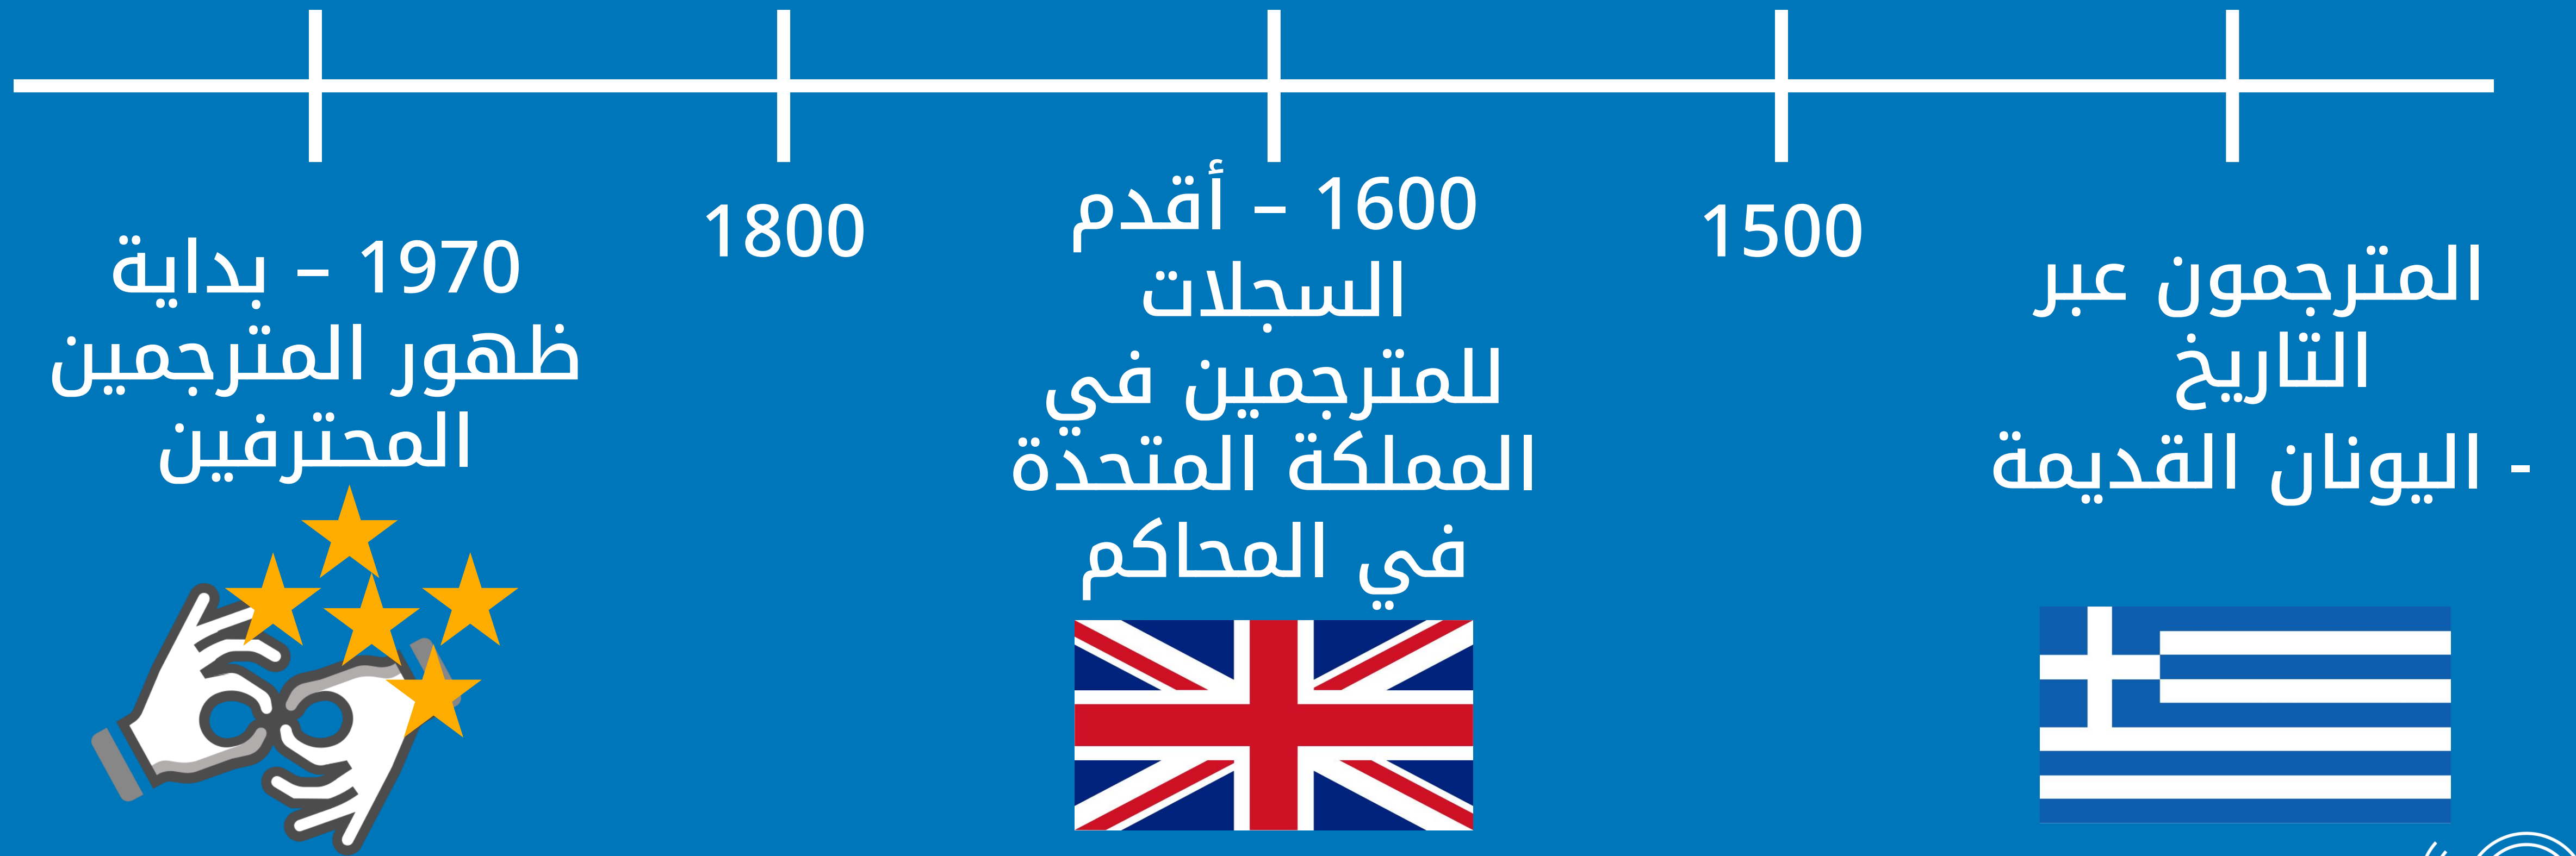 المترجمون عبر
التاريخ
- اليونان القديمة
1500
1600 – أقدم
السجلات
للمترجمين في
المملكة المتحدة
في المحاكم
1800
1970 – بداية
ظهور المترجمين
المحترفين